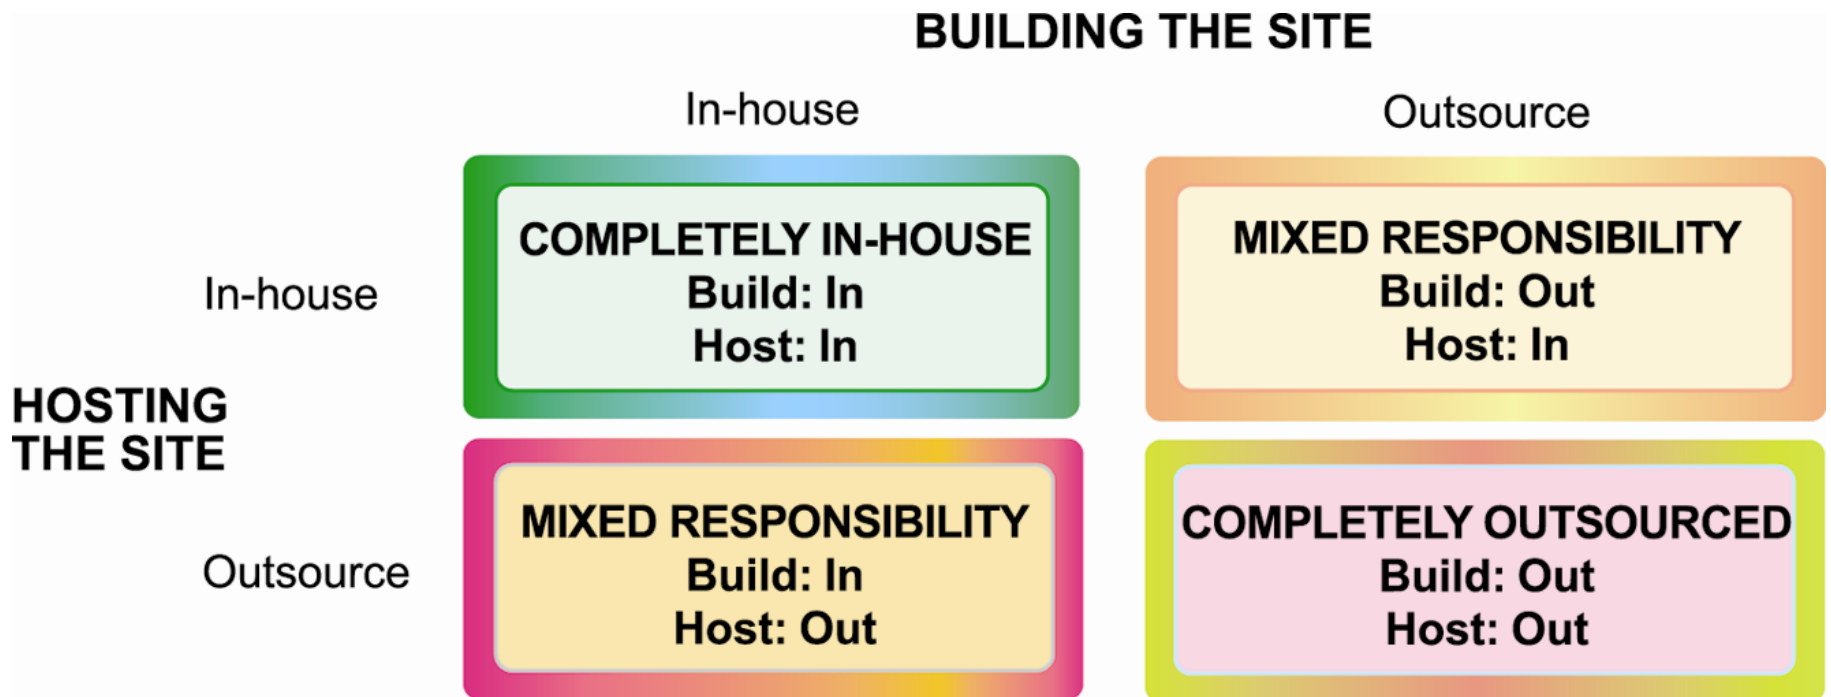 BUILDING THE SITE
In-house
Outsource
In-house
COMPLETELY IN-HOUSE
Build: In
Host: In
MIXED RESPONSIBILITY
Build: Out
Host: In
HOSTING
THE SITE
Outsource
MIXED RESPONSIBILITY
Build: In
Host: Out
COMPLETELY OUTSOURCED
Build: Out
Host: Out